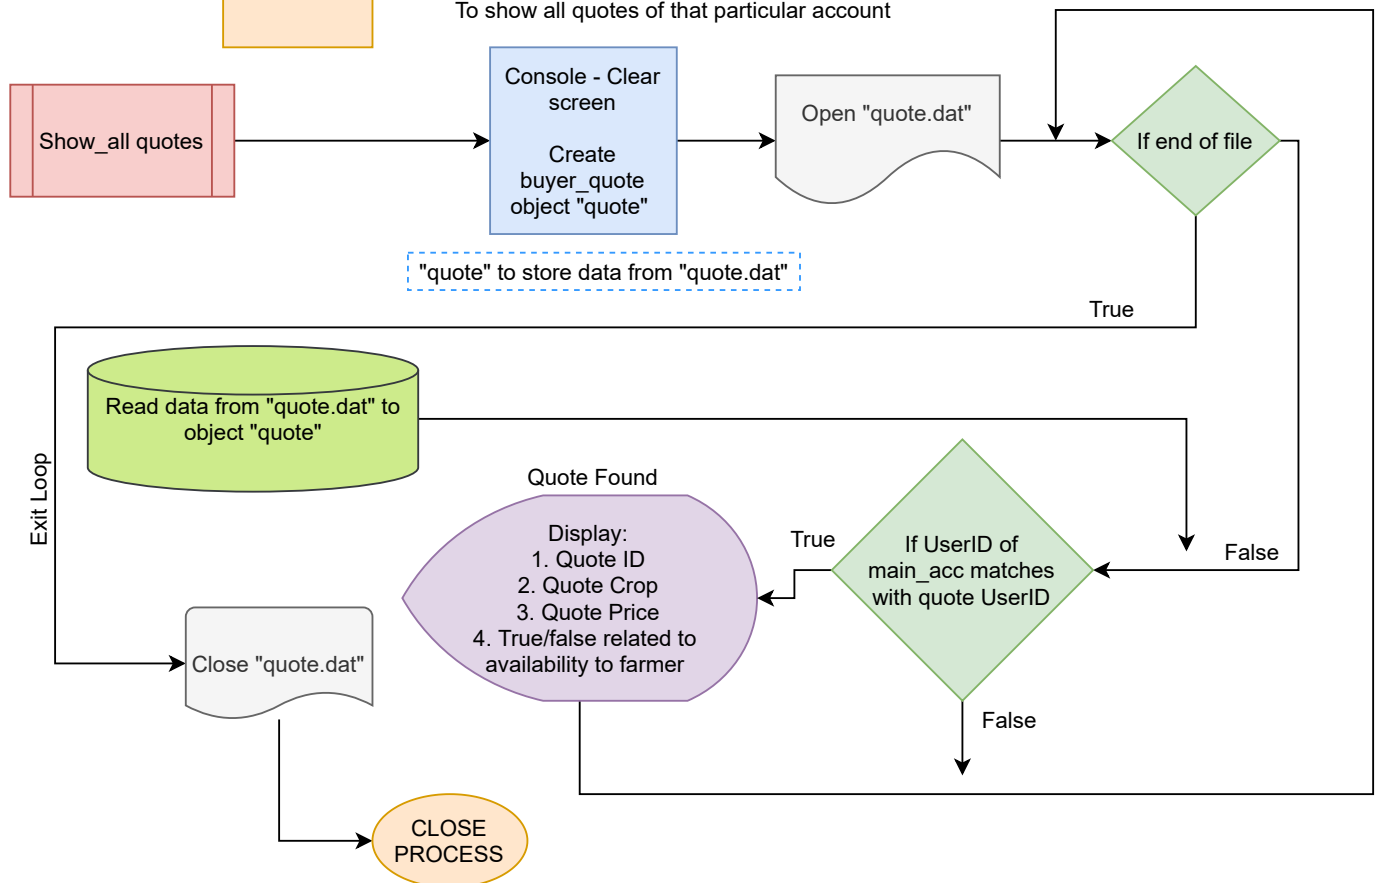 To show all quotes of that particular account
Show_all quotes
Console - Clear
screen
Create
buyer_quote
object "quote"
Open "quote.dat"
If end of file
"quote" to store data from "quote.dat"
True
Read data from "quote.dat" to
object "quote"
Exit Loop
Quote Found
Display:
1. Quote ID
2. Quote Crop
3. Quote Price
4. True/false related to
availability to farmer
True
If UserID of
main_acc matches
with quote UserID
False
False
Close "quote.dat"
CLOSE
PROCESS